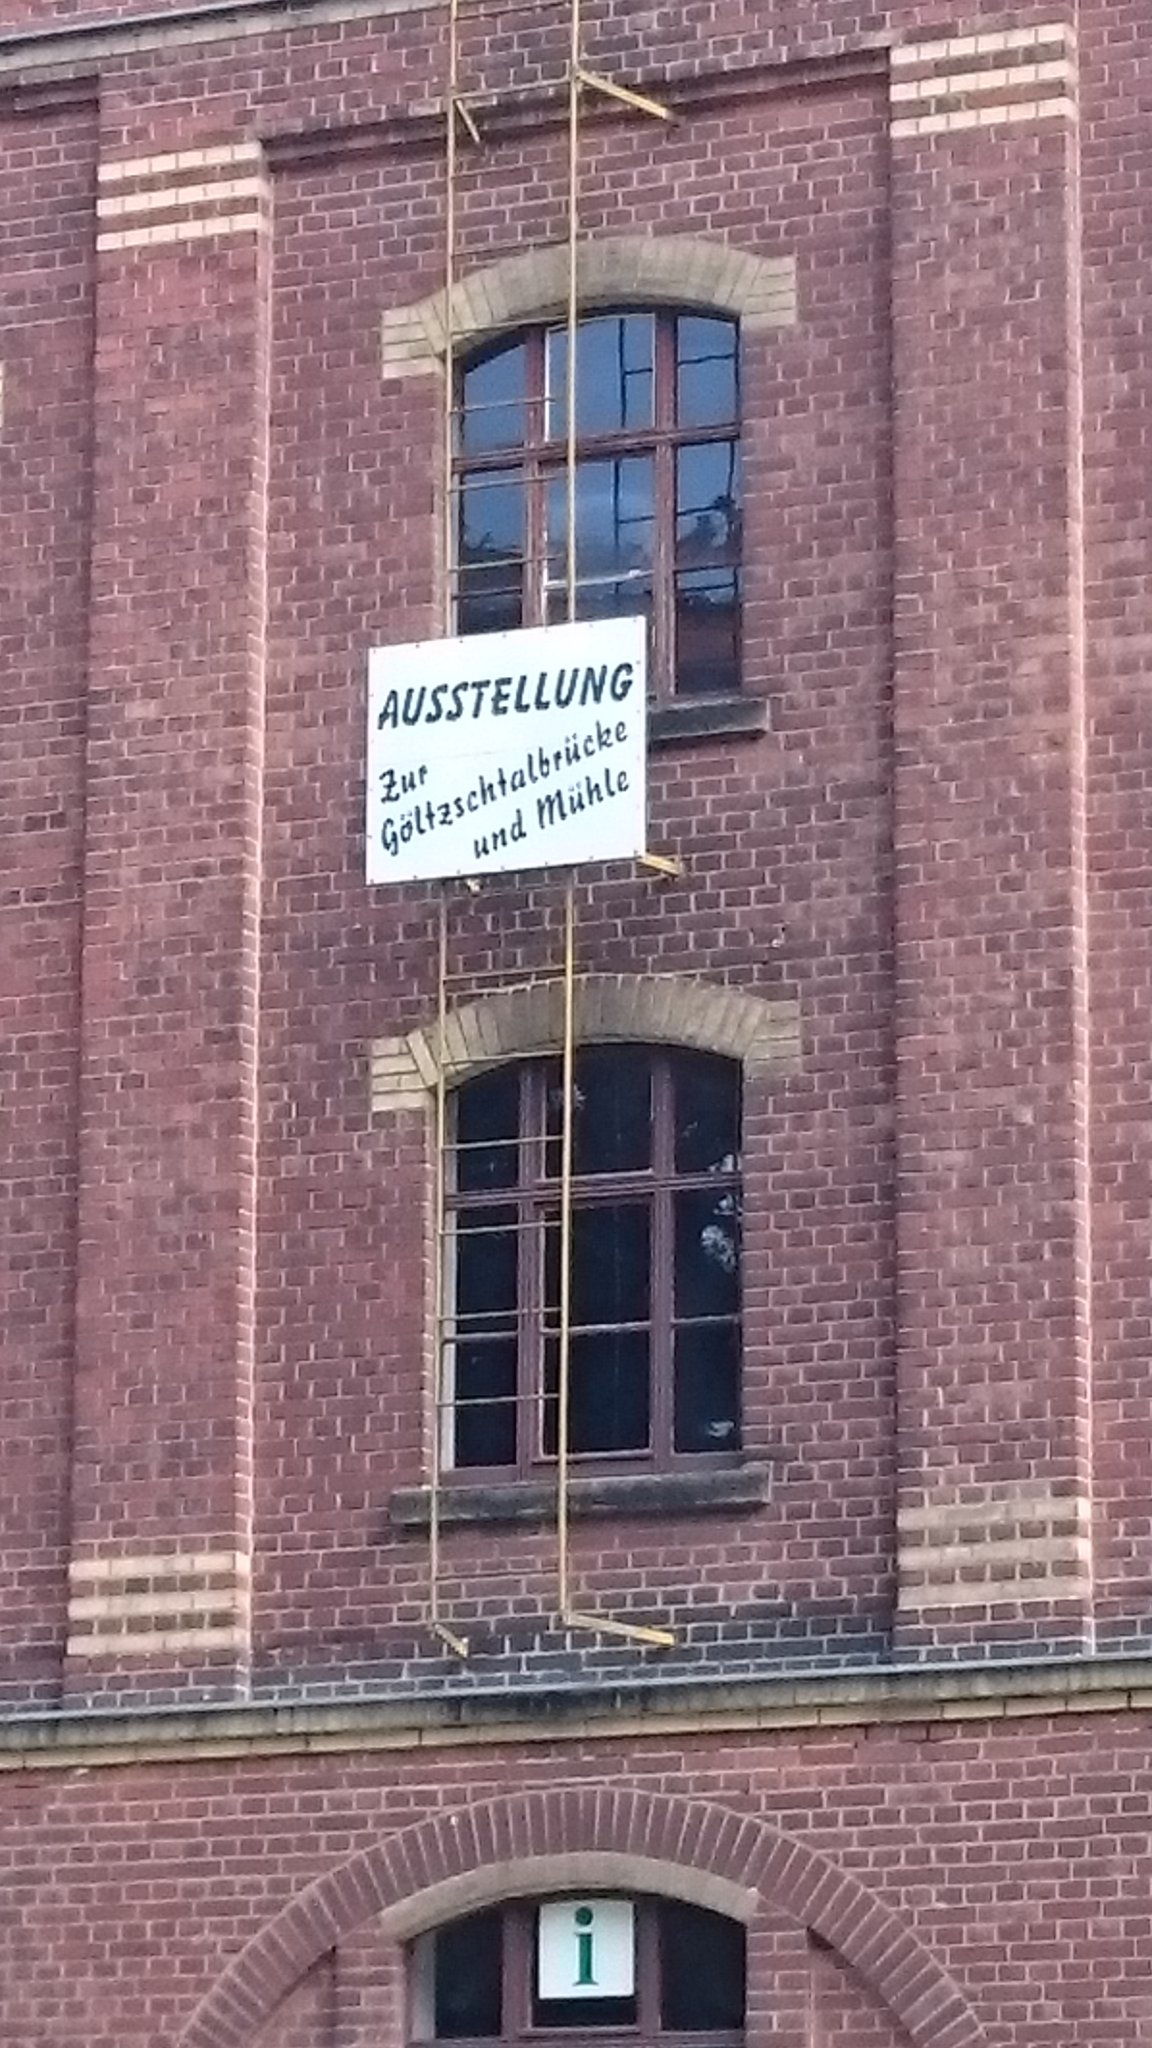 AUSSTELLUNG
Zur
Göltzschtalbrücke
und Mühle
i